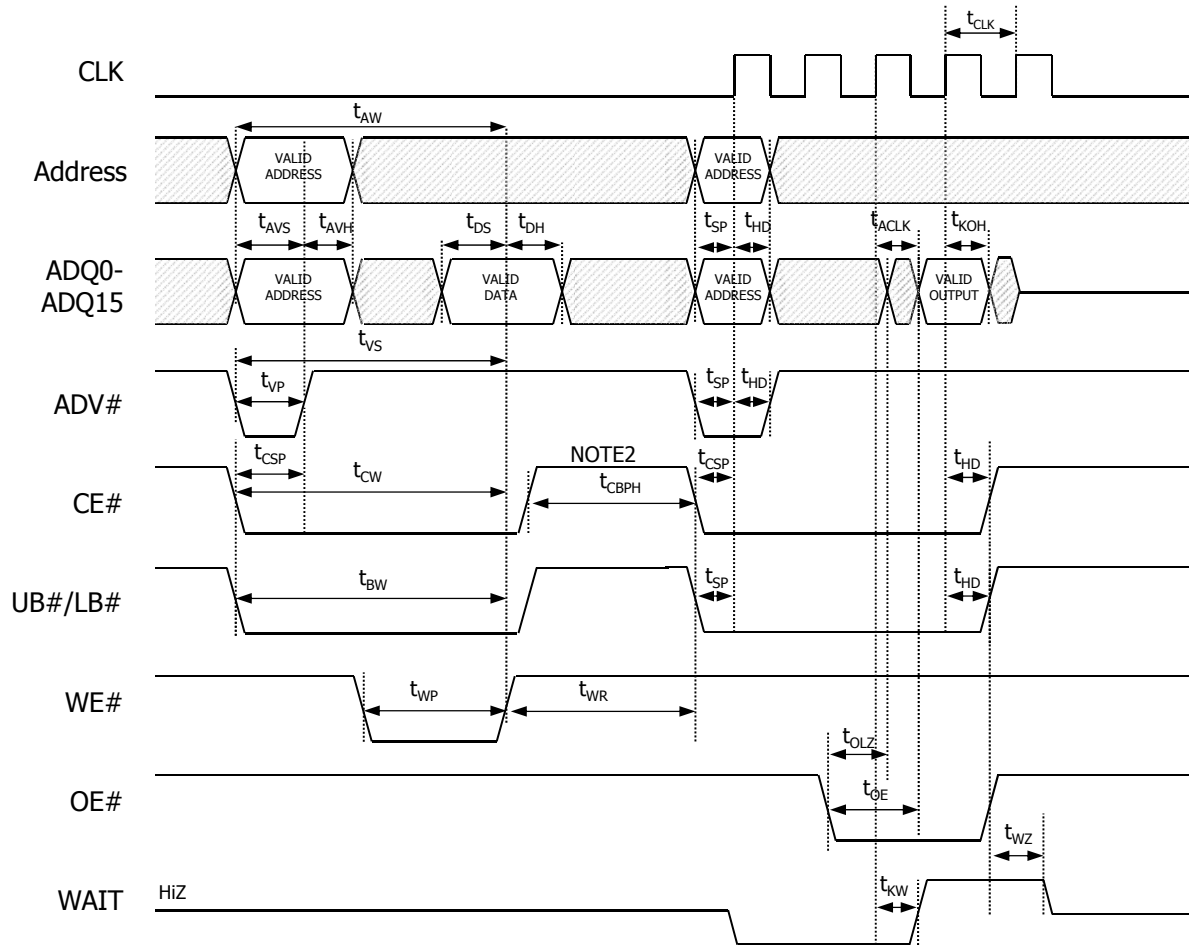 tCLK
CLK
tAW
Address
VALID ADDRESS
VALID ADDRESS
tAVS
tAVH
tDS
tDH
tSP
tHD
tACLK
tKOH
ADQ0-
ADQ15
VALID ADDRESS
VALID DATA
VALID ADDRESS
VALID OUTPUT
tVS
ADV#
tVP
tSP
tHD
CE#
tCSP
tCW
NOTE2
tCBPH
tCSP
tHD
UB#/LB#
tBW
tSP
tHD
WE#
tWP
tWR
OE#
tOLZ
tOE
tWZ
WAIT
HiZ
tKW